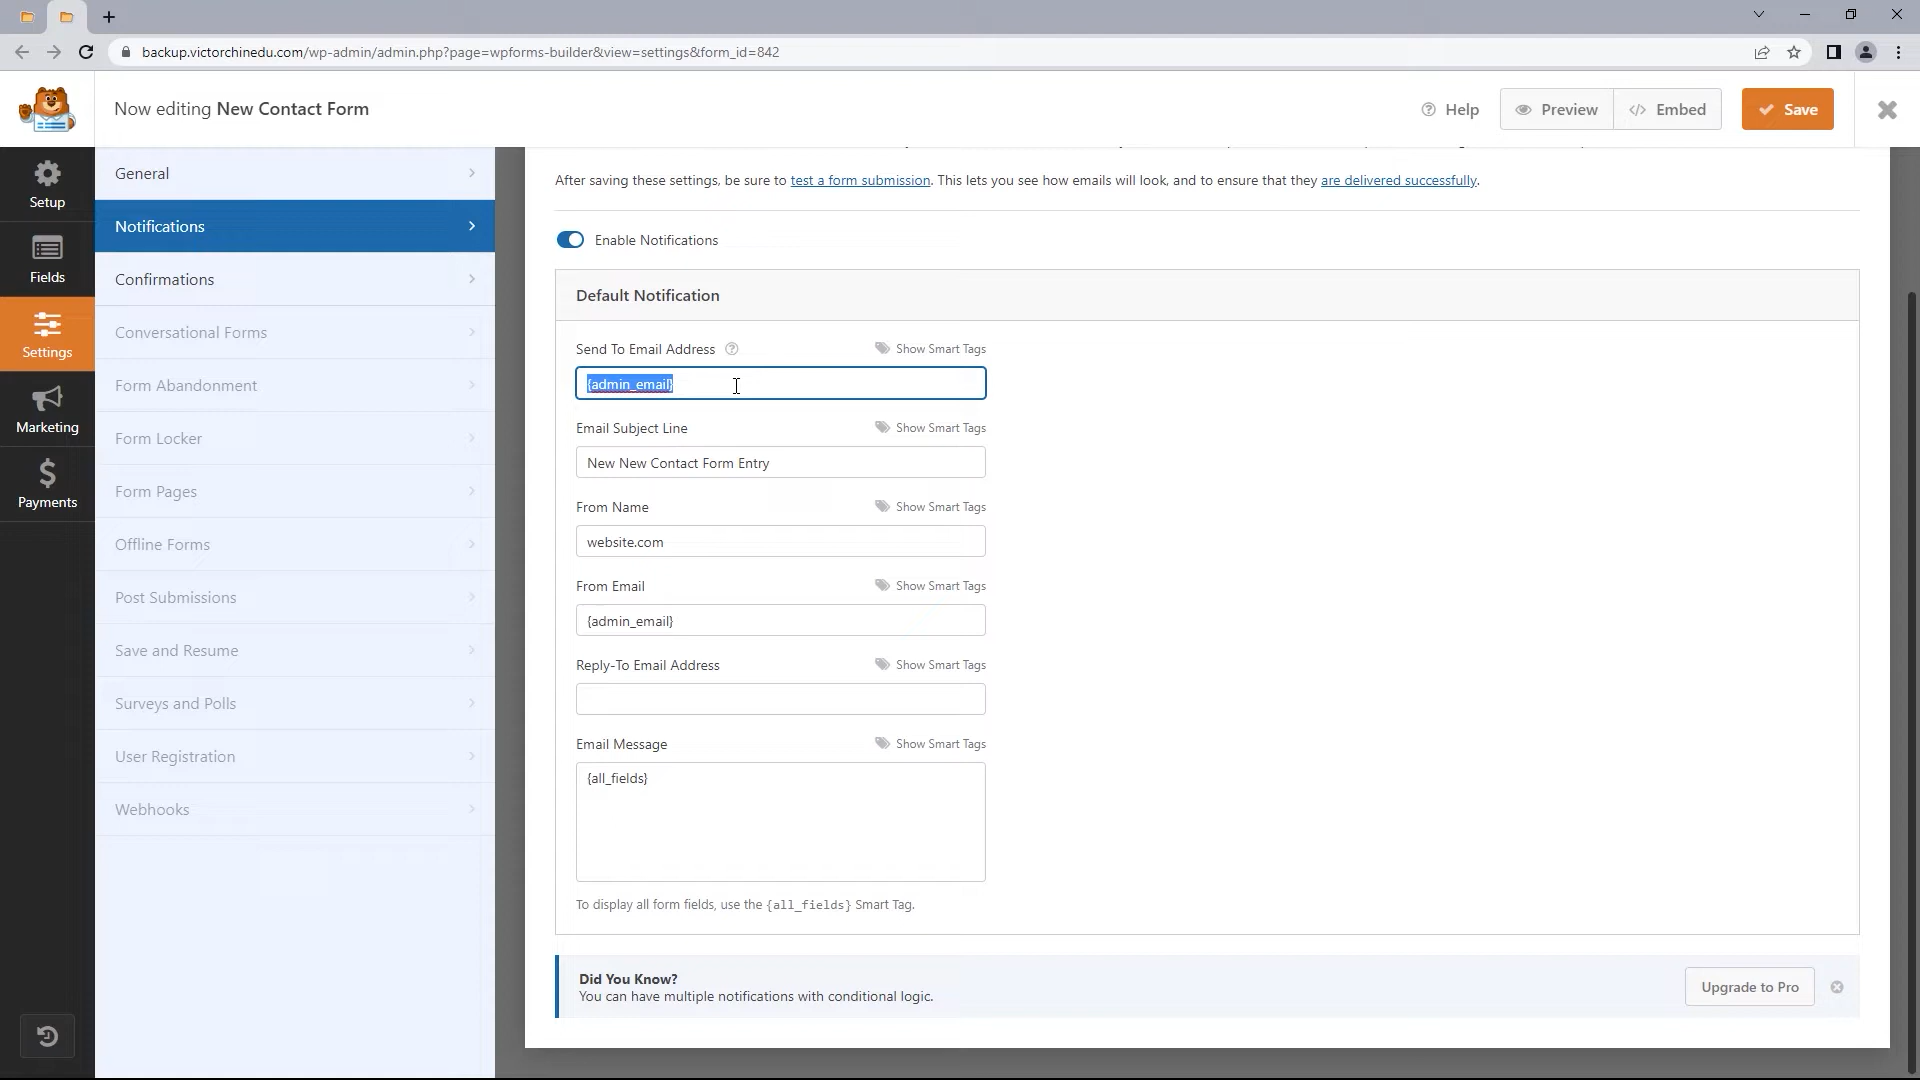 backup.victorchinedu.com/wp-admin/admin.php?page=wpforms-builder&view=settings&form_id=842
Now editing New Contact Form
Help
Preview
Embed
Save
Setup
Fields
Settings
Marketing
Payments
General
Notifications
Confirmations
Conversational Forms
Form Abandonment
Form Locker
Form Pages
Offline Forms
Post Submissions
Save and Resume
Surveys and Polls
User Registration
Webhooks
After saving these settings, be sure to test a form submission. This lets you see how emails will look, and to ensure that they are delivered successfully.
Enable Notifications
Default Notification
Send To Email Address Show Smart Tags
{admin_email}
Email Subject Line Show Smart Tags
New New Contact Form Entry
From Name Show Smart Tags
website.com
From Email Show Smart Tags
{admin_email}
Reply-To Email Address Show Smart Tags
Email Message Show Smart Tags
{all_fields}
To display all form fields, use the {all_fields} Smart Tag.
Did You Know?
You can have multiple notifications with conditional logic.
Upgrade to Pro